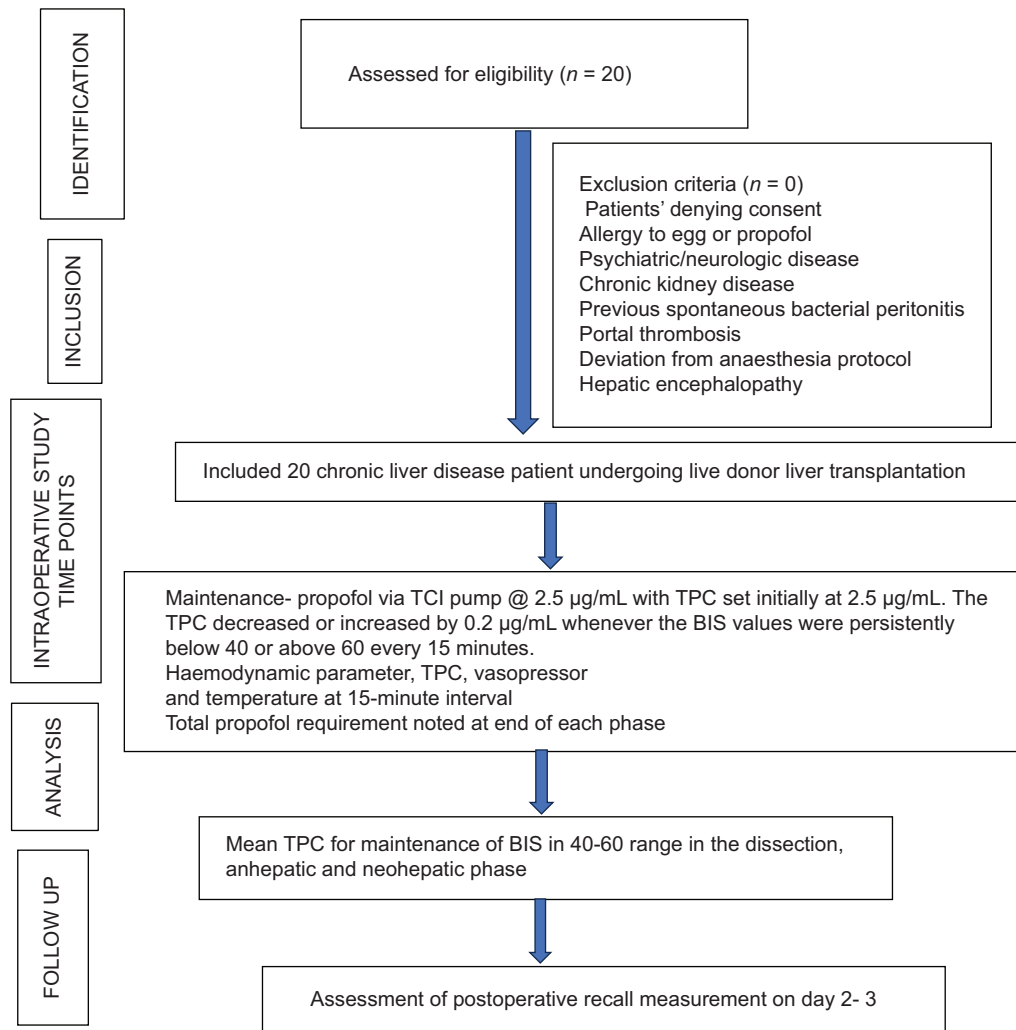 IDENTIFICATION
Assessed for eligibility (n = 20)
Exclusion criteria (n = 0)
Patients' denying consent
Allergy to egg or propofol
Psychiatric/neurologic disease
Chronic kidney disease
Previous spontaneous bacterial peritonitis
Portal thrombosis
Deviation from anaesthesia protocol
Hepatic encephalopathy
INCLUSION
Included 20 chronic liver disease patient undergoing live donor liver transplantation
INTRAOPERATIVE STUDY
TIME POINTS
Maintenance- propofol via TCI pump @ 2.5 µg/mL with TPC set initially at 2.5 µg/mL. The
TPC decreased or increased by 0.2 µg/mL whenever the BIS values were persistently
below 40 or above 60 every 15 minutes.
Haemodynamic parameter, TPC, vasopressor
and temperature at 15-minute interval
Total propofol requirement noted at end of each phase
ANALYSIS
Mean TPC for maintenance of BIS in 40-60 range in the dissection,
anhepatic and neohepatic phase
FOLLOW UP
Assessment of postoperative recall measurement on day 2- 3